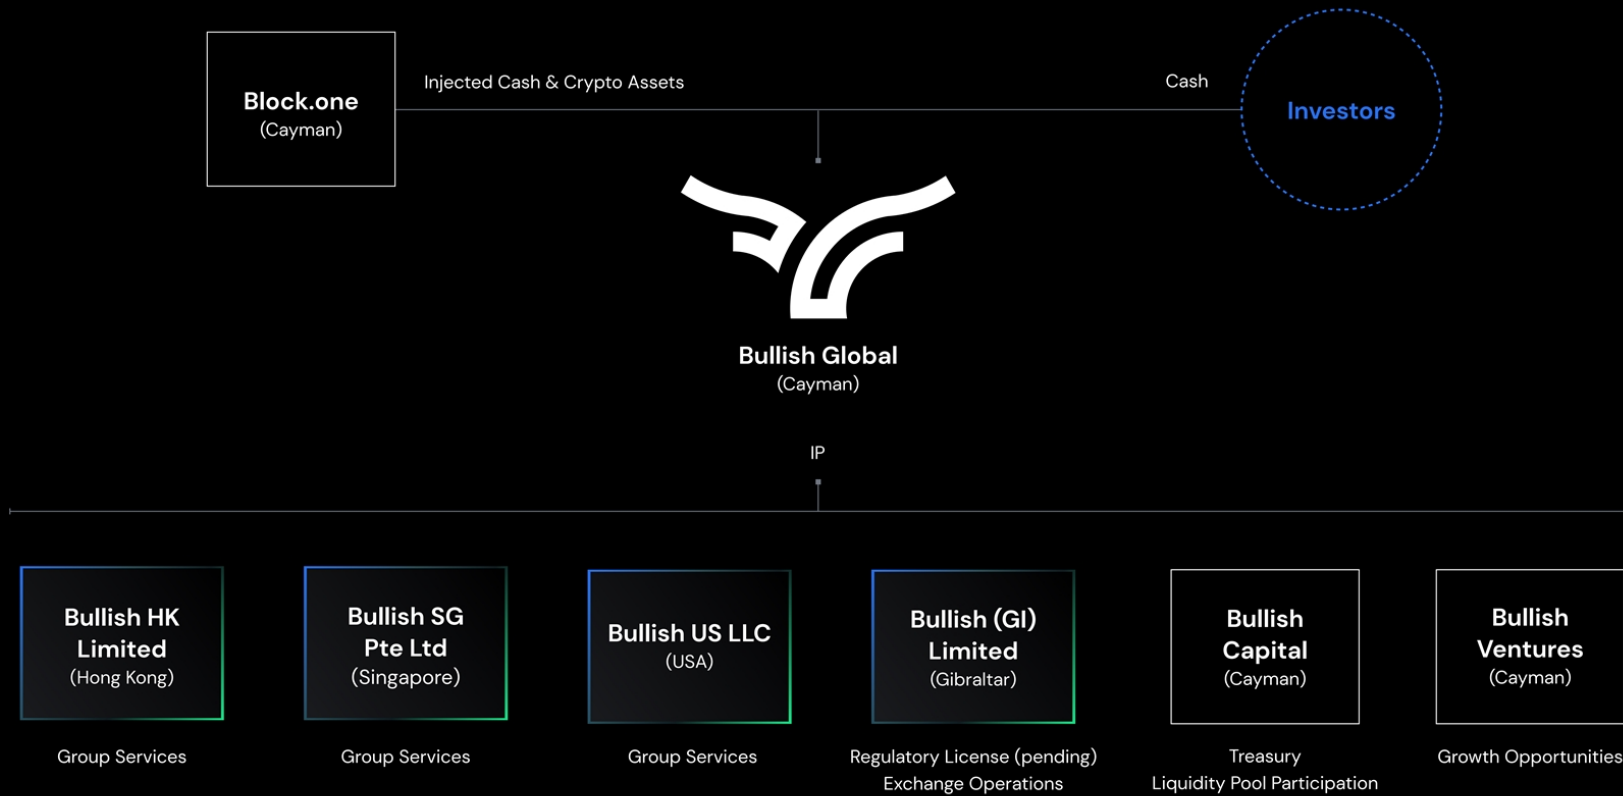 Block.one
(Cayman)
Injected Cash & Crypto Assets
Cash
Investors
Bullish Global
(Cayman)
IP
Bullish HK
Limited
(Hong Kong)
Group Services
Bullish SG
Pte Ltd
(Singapore)
Group Services
Bullish US LLC
(USA)
Group Services
Bullish (GI)
Limited
(Gibraltar)
Regulatory License (pending)
Exchange Operations
Bullish
Capital
(Cayman)
Treasury
Liquidity Pool Participation
Bullish
Ventures
(Cayman)
Growth Opportunities